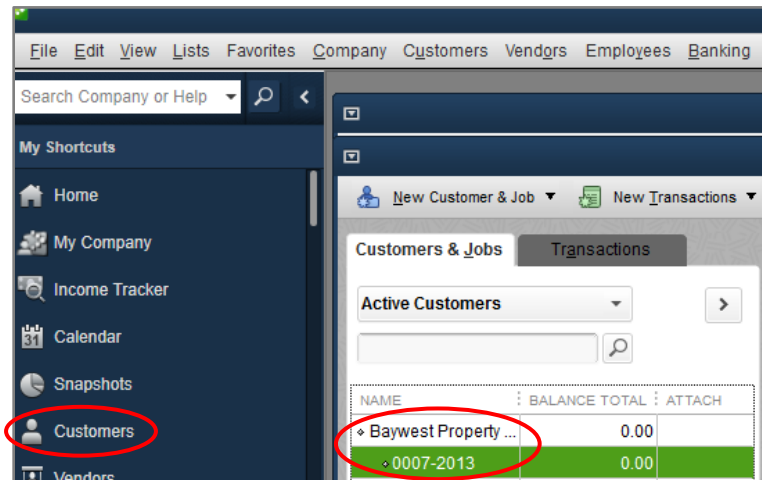 File Edit View Lists Favorites Company Customers Vendors Employees Banking
Search Company or Help
My Shortcuts
Home
My Company
Income Tracker
31 Calendar
Snapshots
Customers
Vendors
New Customer & Job New Transactions
Customers & Jobs Transactions
Active Customers
NAME BALANCE TOTAL ATTACH
Baywest Property ... 0.00
0007-2013 0.00